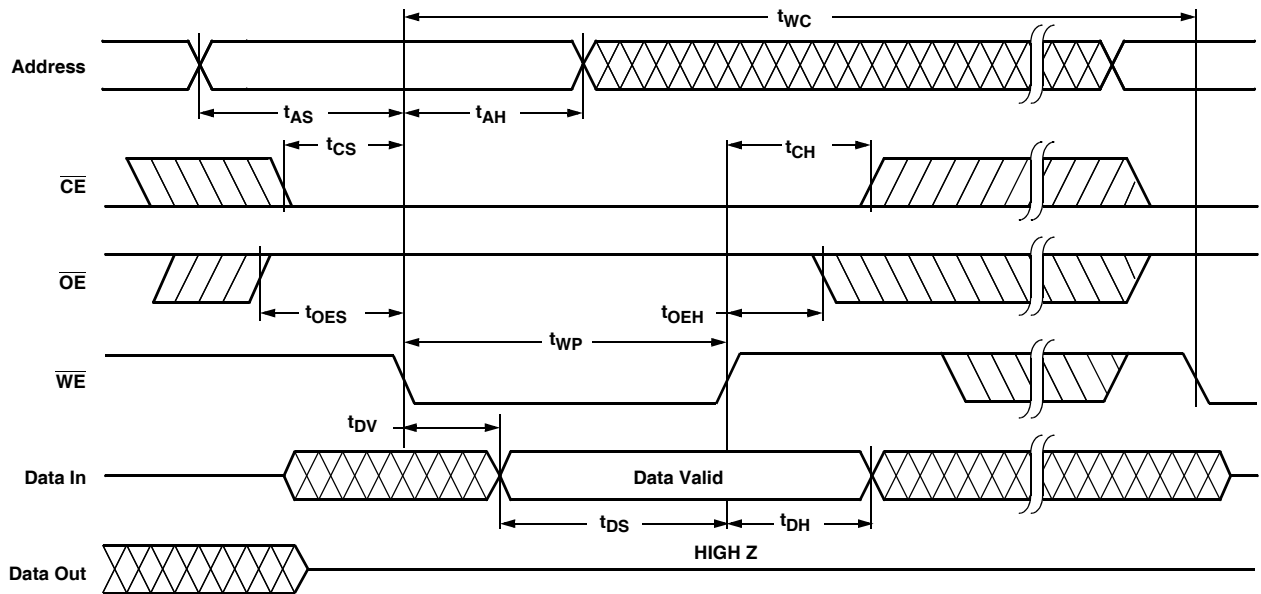 tWC
Address
tAS
tAH
tCS
tCH
CE
OE
tOES
tOEH
tWP
WE
tDV
Data In
Data Valid
tDS
tDH
HIGH Z
Data Out